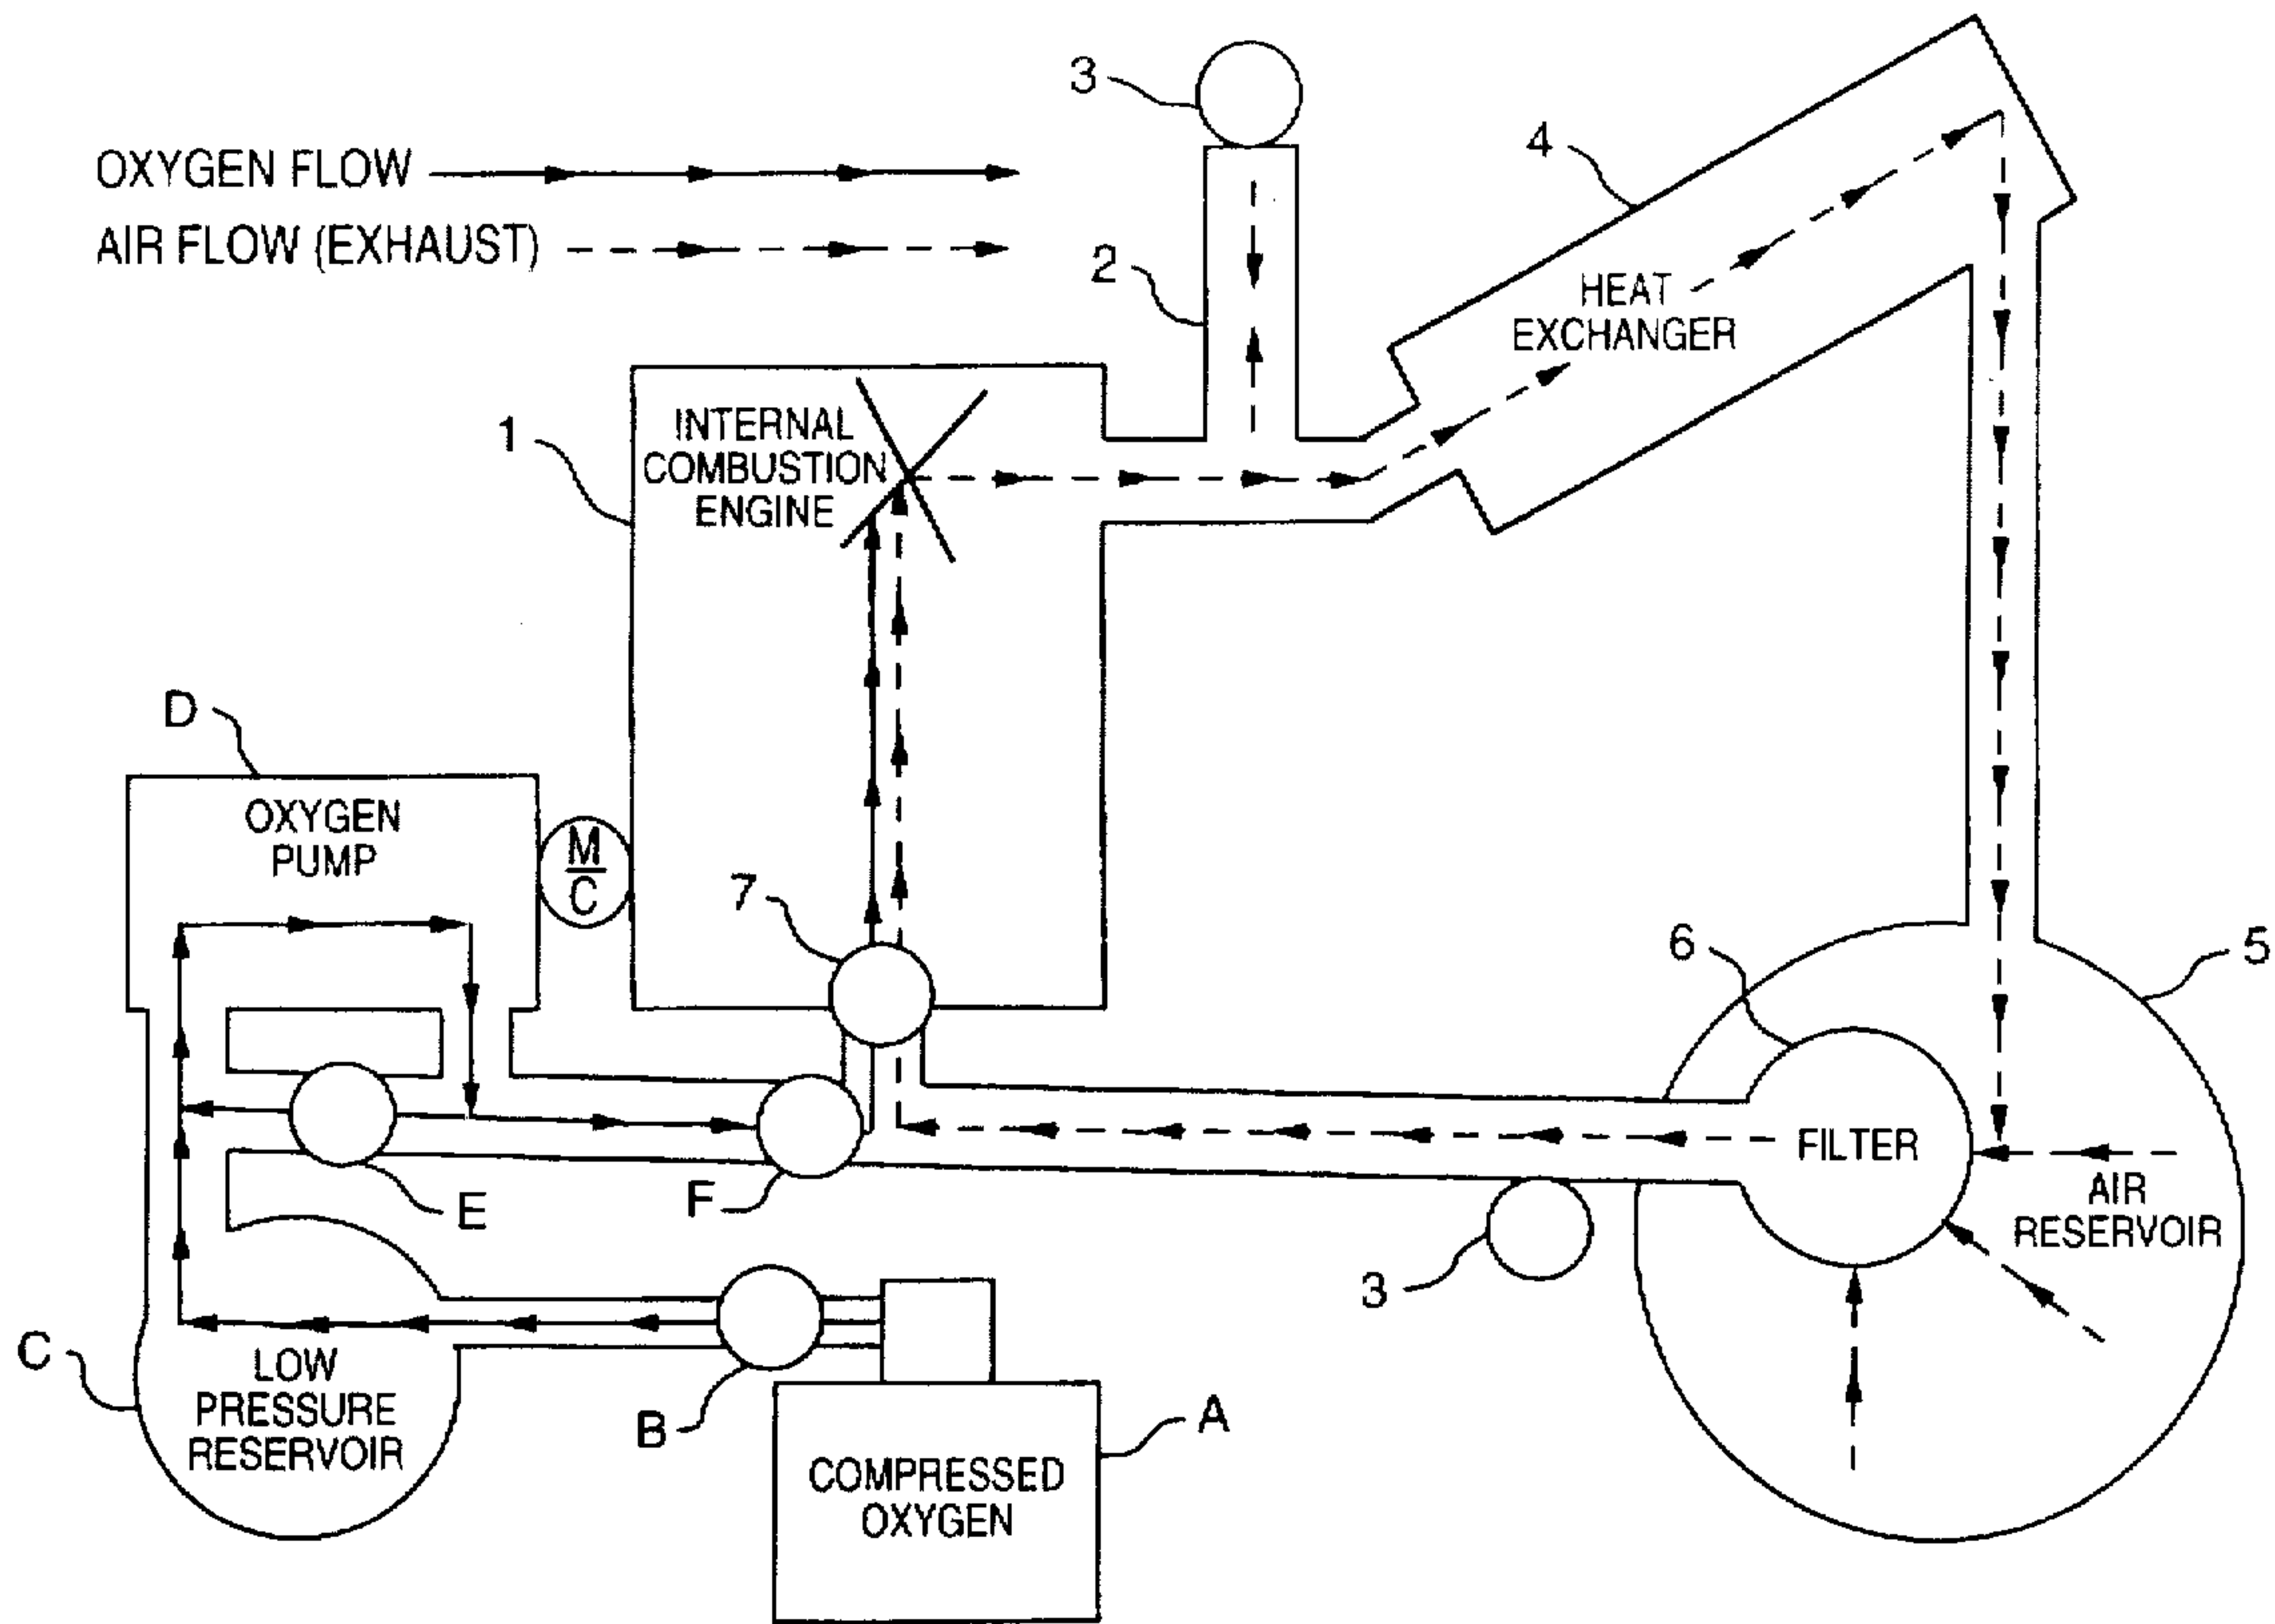 OXYGEN FLOW
AIR FLOW (EXHAUST)
3
2
4
HEAT
EXCHANGER
1
INTERNAL
COMBUSTION
ENGINE
D
OXYGEN
PUMP
M
C
7
6
5
FILTER
AIR
RESERVOIR
E
F
3
C
LOW
PRESSURE
RESERVOIR
B
A
COMPRESSED
OXYGEN